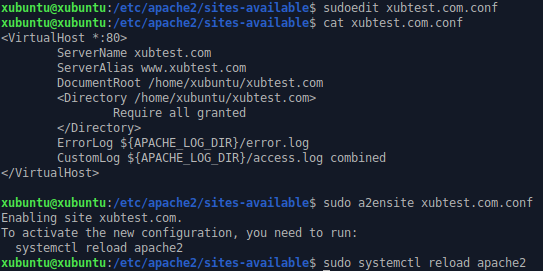 xubuntu@xubuntu:/etc/apache2/sites-available$ sudoedit xubtest.com.conf
xubuntu@xubuntu:/etc/apache2/sites-available$ cat xubtest.com.conf
<VirtualHost *:80>
        ServerName xubtest.com
        ServerAlias www.xubtest.com
        DocumentRoot /home/xubuntu/xubtest.com
        <Directory /home/xubuntu/xubtest.com>
                Require all granted
        </Directory>
        ErrorLog ${APACHE_LOG_DIR}/error.log
        CustomLog ${APACHE_LOG_DIR}/access.log combined
</VirtualHost>

xubuntu@xubuntu:/etc/apache2/sites-available$ sudo a2ensite xubtest.com.conf
Enabling site xubtest.com.
To activate the new configuration, you need to run:
  systemctl reload apache2
xubuntu@xubuntu:/etc/apache2/sites-available$ sudo systemctl reload apache2